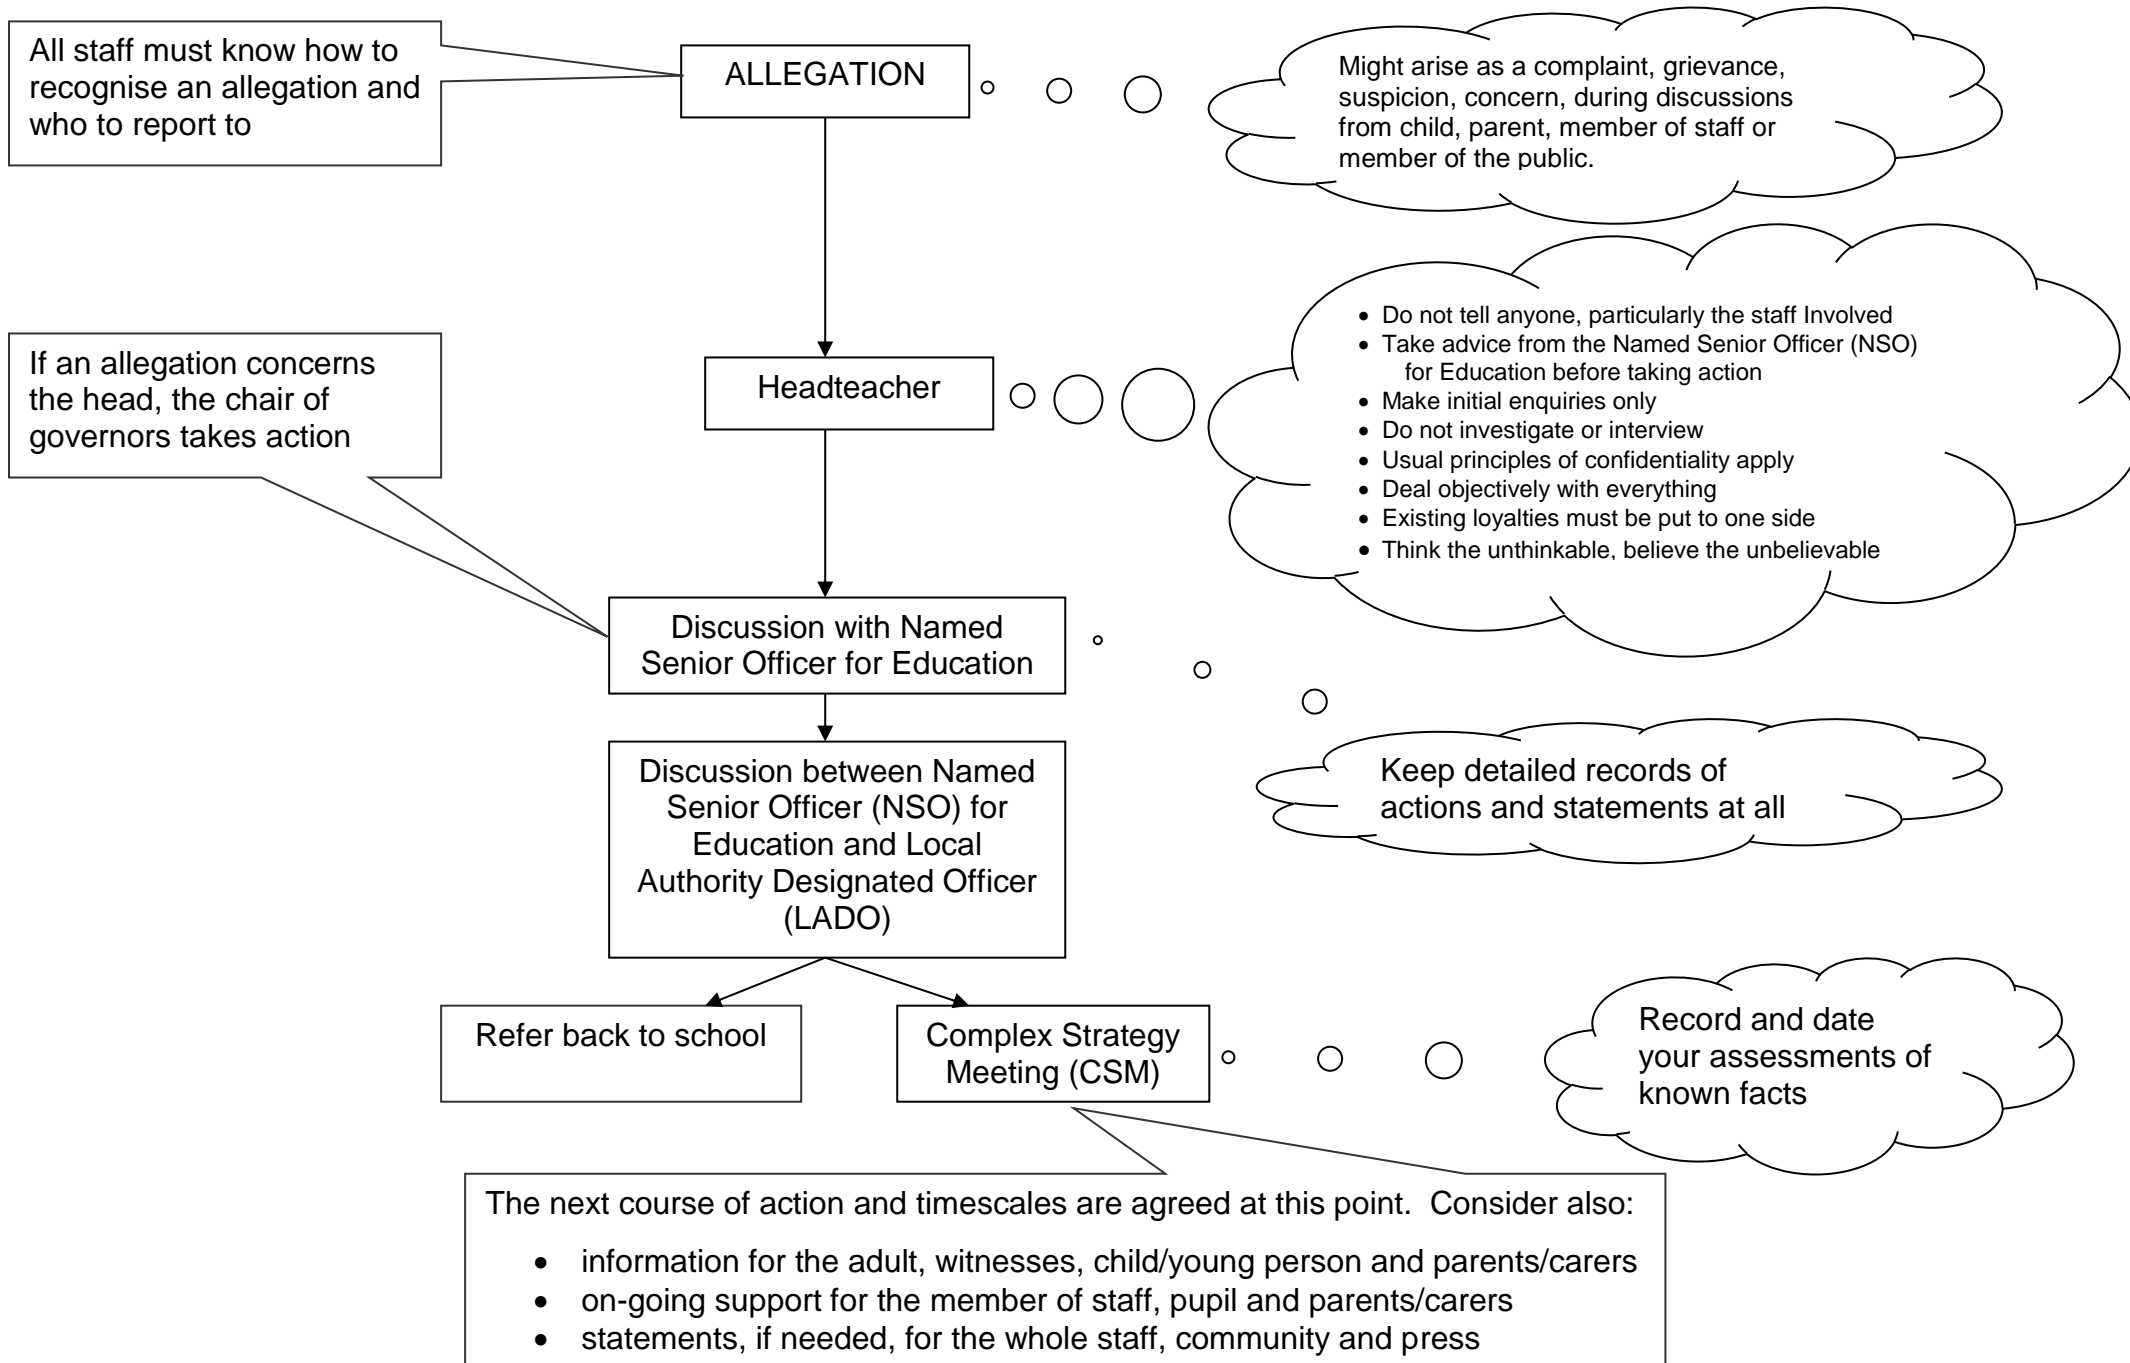 All staff must know how to
recognise an allegation and
who to report to
ALLEGATION
Might arise as a complaint, grievance,
suspicion, concern, during discussions
from child, parent, member of staff or
member of the public.
If an allegation concerns
the head, the chair of
governors takes action
Headteacher
• Do not tell anyone, particularly the staff Involved
• Take advice from the Named Senior Officer (NSO)
for Education before taking action
• Make initial enquiries only
• Do not investigate or interview
• Usual principles of confidentiality apply
• Deal objectively with everything
• Existing loyalties must be put to one side
• Think the unthinkable, believe the unbelievable
Discussion with Named
Senior Officer for Education
Discussion between Named
Senior Officer (NSO) for
Education and Local
Authority Designated Officer
(LADO)
Keep detailed records of
actions and statements at all
Refer back to school
Complex Strategy
Meeting (CSM)
Record and date
your assessments of
known facts
The next course of action and timescales are agreed at this point.  Consider also:
• information for the adult, witnesses, child/young person and parents/carers
• on-going support for the member of staff, pupil and parents/carers
• statements, if needed, for the whole staff, community and press